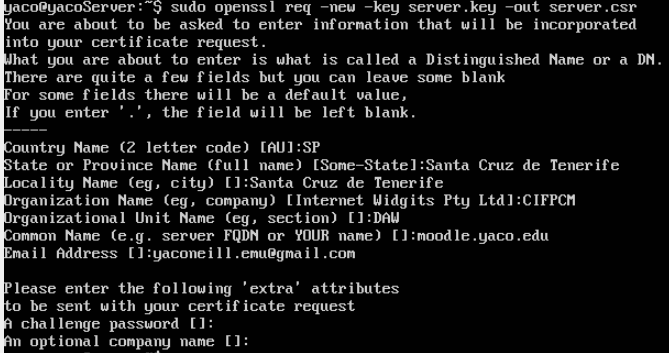 yaco@yacoServer:~$ sudo openssl req -new -key server.key -out server.csr
You are about to be asked to enter information that will be incorporated
into your certificate request.
What you are about to enter is what is called a Distinguished Name or a DN.
There are quite a few fields but you can leave some blank
For some fields there will be a default value,
If you enter '.', the field will be left blank.
-----
Country Name (2 letter code) [AU]:SP
State or Province Name (full name) [Some-State]:Santa Cruz de Tenerife
Locality Name (eg, city) []:Santa Cruz de Tenerife
Organization Name (eg, company) [Internet Widgits Pty Ltd]:CIFPCM
Organizational Unit Name (eg, section) []:DAW
Common Name (e.g. server FQDN or YOUR name) []:moodle.yaco.edu
Email Address []:yaconeill.emu@gmail.com

Please enter the following 'extra' attributes
to be sent with your certificate request
A challenge password []:
An optional company name []: